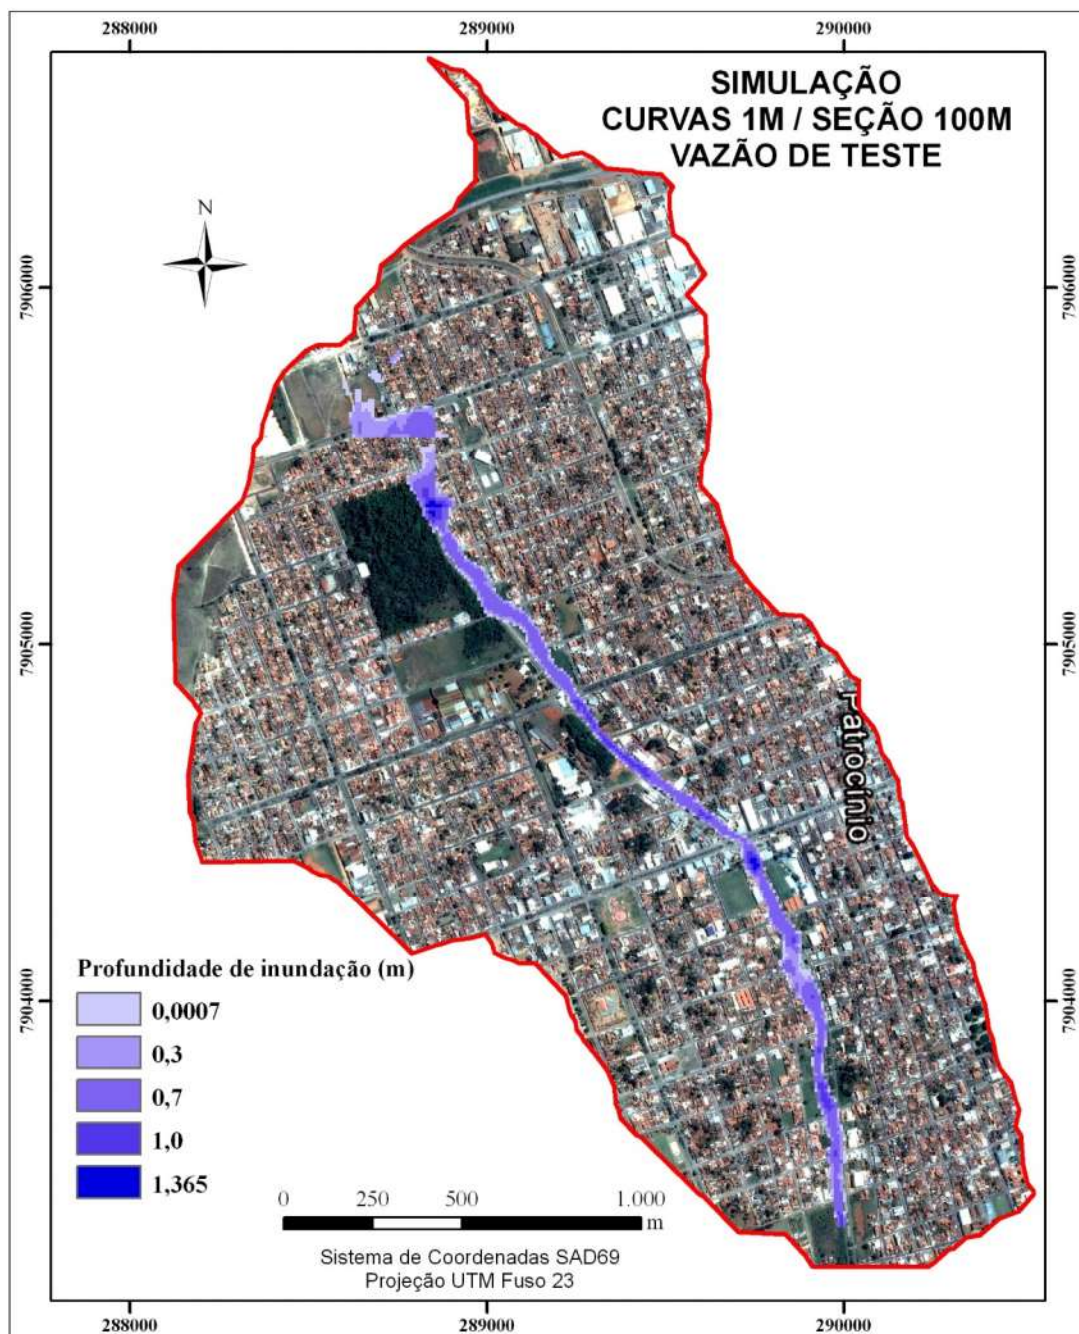 288000
289000
290000
SIMULAÇÃO
CURVAS 1M / SEÇÃO 100M
VAZÃO DE TESTE
N
7906000
7906000
7905000
7905000
Patrocínio
7904000
7904000
Profundidade de inundação (m)
0,0007
0,3
0,7
1,0
1,365
0 250 500 1.000
m
Sistema de Coordenadas SAD69
Projeção UTM Fuso 23
288000
289000
290000